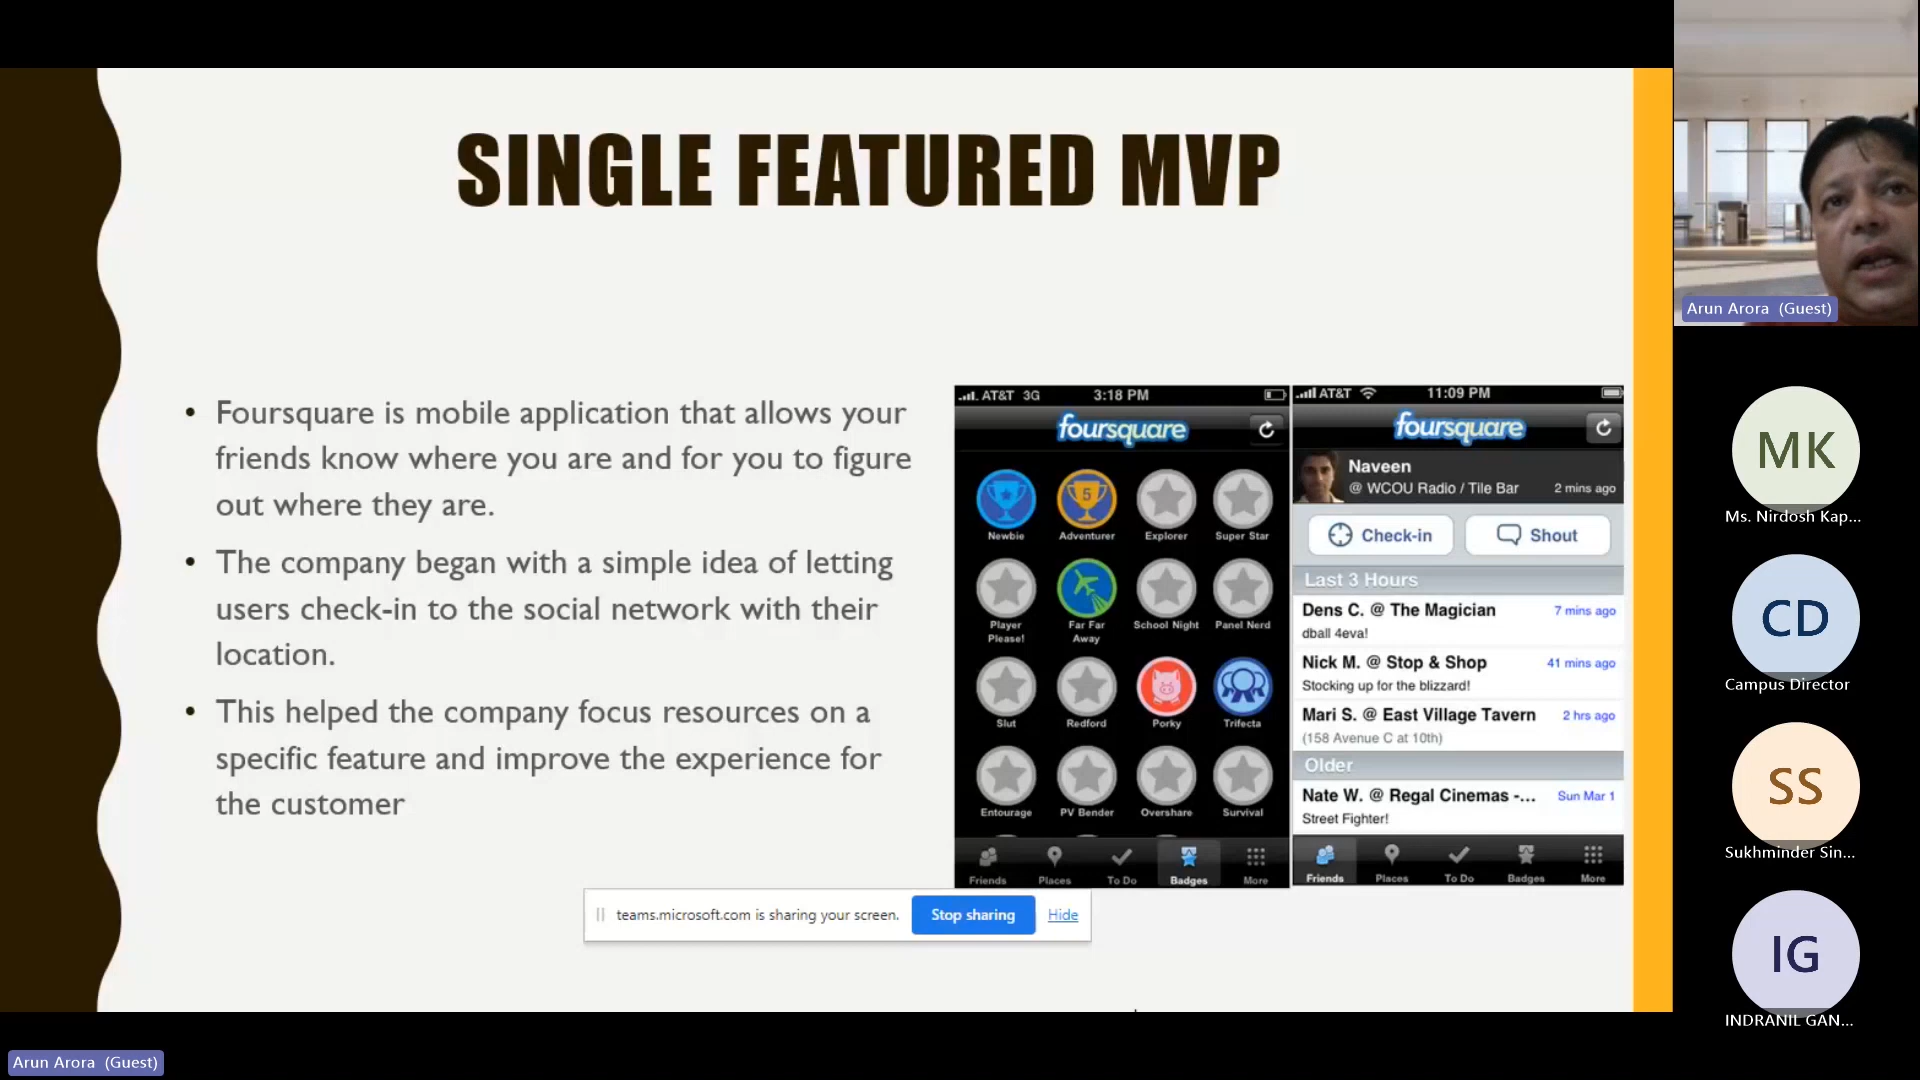 SINGLE FEATURED MVP
• Foursquare is mobile application that allows your
friends know where you are and for you to figure
out where they are.
• The company began with a simple idea of letting
users check-in to the social network with their
location.
• This helped the company focus resources on a
specific feature and improve the experience for
the customer
AT&T 3G 3:18 PM
foursquare
Newbie Adventurer Explorer Super Star
Player Please! Far Far Away School Night Panel Nerd
Slut Redford Porky Trifecta
Entourage PV Bender Overshare Survival
Friends Places To Do Badges More
AT&T 11:09 PM
foursquare
Naveen
@ WCOU Radio / Tile Bar 2 mins ago
Check-in Shout
Last 3 Hours
Dens C. @ The Magician 7 mins ago
dball 4eva!
Nick M. @ Stop & Shop 41 mins ago
Stocking up for the blizzard!
Mari S. @ East Village Tavern 2 hrs ago
(158 Avenue C at 10th)
Older
Nate W. @ Regal Cinemas -... Sun Mar 1
Street Fighter!
Friends Places To Do Badges More
teams.microsoft.com is sharing your screen. Stop sharing Hide
Arun Arora (Guest)
MK
Ms. Nirdosh Kap...
CD
Campus Director
SS
Sukhminder Sin...
IG
INDRANIL GAN...
Arun Arora (Guest)